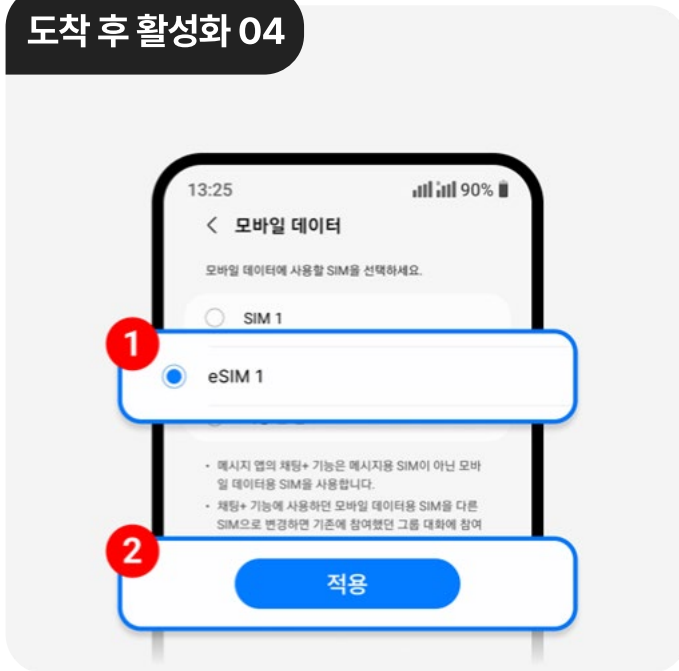 도착 후 활성화 04
13:25
90%
모바일 데이터
모바일 데이터에 사용할 SIM을 선택하세요.
SIM 1
1
eSIM 1
• 메시지 앱의 채팅+ 기능은 메시지용 SIM이 아닌 모바
일 데이터용 SIM을 사용합니다.
• 채팅+ 기능에 사용하던 모바일 데이터용 SIM을 다른
SIM으로 변경하면 기존에 참여했던 그룹 대화에 참여
2
적용